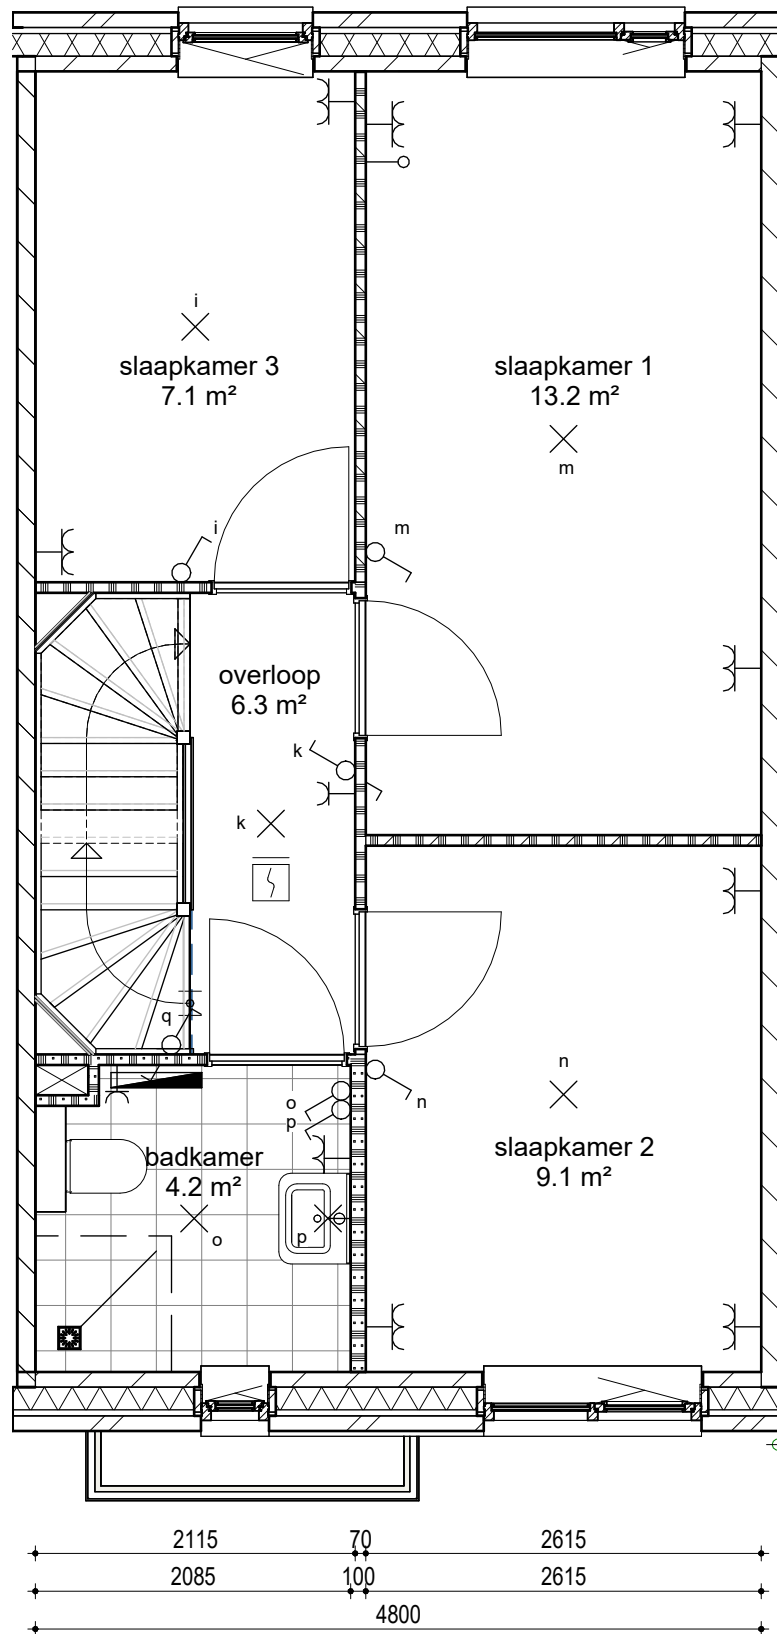 i
slaapkamer 3
7.1 m²
slaapkamer 1
13.2 m²
m
i
m
overloop
6.3 m²
k
k
q
n
o
n
p
badkamer
4.2 m²
slaapkamer 2
9.1 m²
o
p
2115 70 2615
2085 100 2615
4800